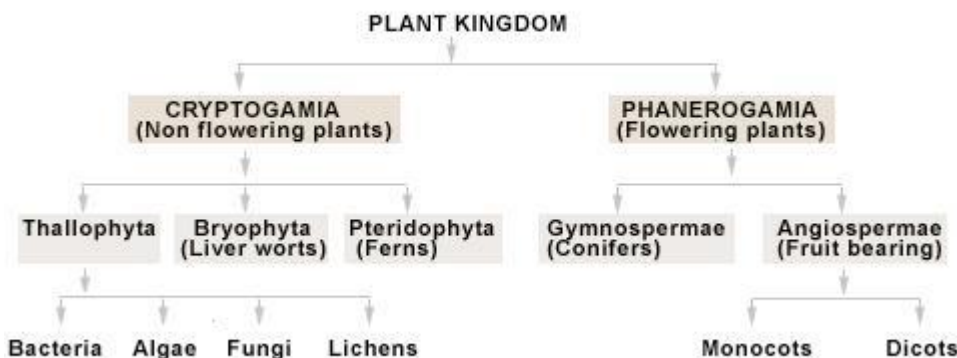 PLANT KINGDOM
CRYPTOGAMIA
(Non flowering plants)
PHANEROGAMIA
(Flowering plants)
Thallophyta
Bryophyta
(Liver worts)
Pteridophyta
(Ferns)
Gymnospermae
(Conifers)
Angiospermae
(Fruit bearing)
Bacteria
Algae
Fungi
Lichens
Monocots
Dicots